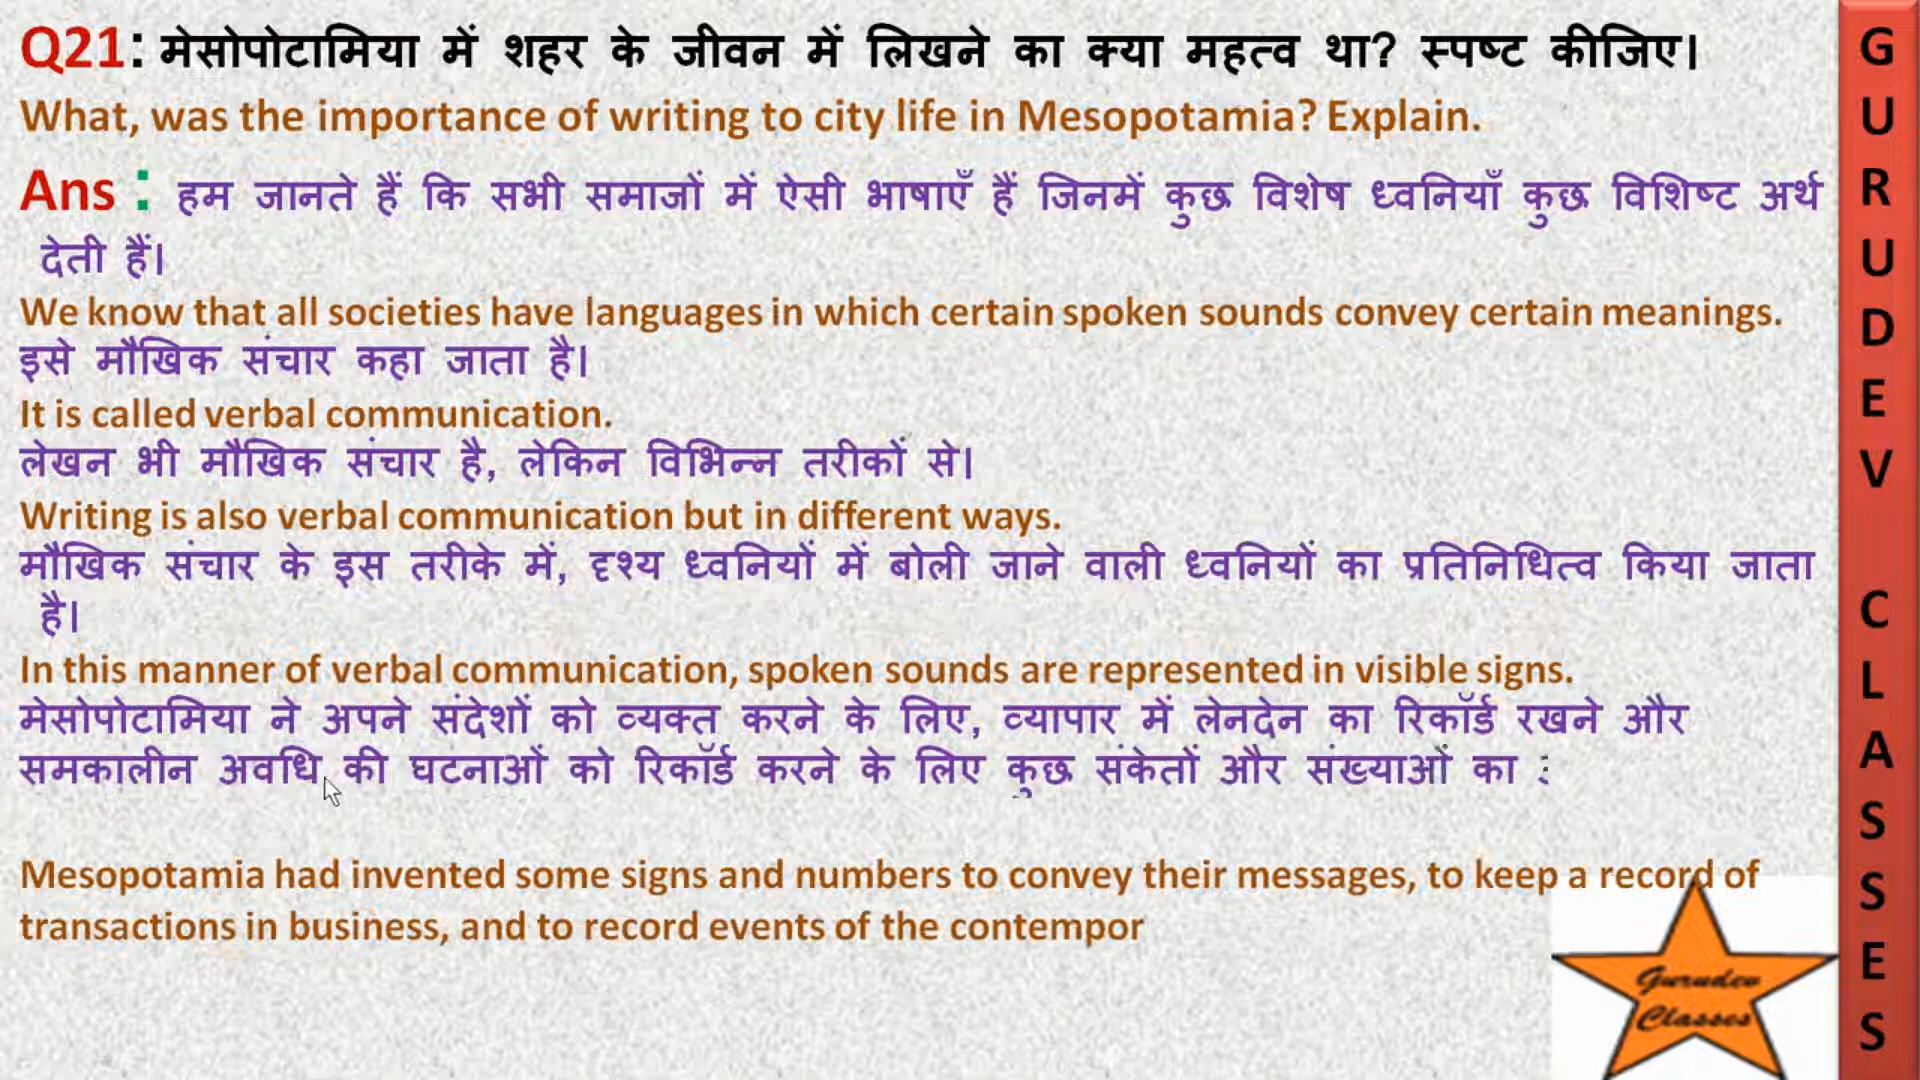 Q21: मेसोपोटामिया में शहर के जीवन में लिखने का क्या महत्व था? स्पष्ट कीजिए।
What, was the importance of writing to city life in Mesopotamia? Explain.
Ans : हम जानते हैं कि सभी समाजों में ऐसी भाषाएँ हैं जिनमें कुछ विशेष ध्वनियाँ कुछ विशिष्ट अर्थ
देती हैं।
We know that all societies have languages in which certain spoken sounds convey certain meanings.
इसे मौखिक संचार कहा जाता है।
It is called verbal communication.
लेखन भी मौखिक संचार है, लेकिन विभिन्न तरीकों से।
Writing is also verbal communication but in different ways.
मौखिक संचार के इस तरीके में, दृश्य ध्वनियों में बोली जाने वाली ध्वनियों का प्रतिनिधित्व किया जाता
है।
In this manner of verbal communication, spoken sounds are represented in visible signs.
मेसोपोटामिया ने अपने संदेशों को व्यक्त करने के लिए, व्यापार में लेनदेन का रिकॉर्ड रखने और
समकालीन अवधि की घटनाओं को रिकॉर्ड करने के लिए कुछ संकेतों और संख्याओं का
Mesopotamia had invented some signs and numbers to convey their messages, to keep a record of
transactions in business, and to record events of the contempor
Gurudev
Classes
GURUDEV CLASSES